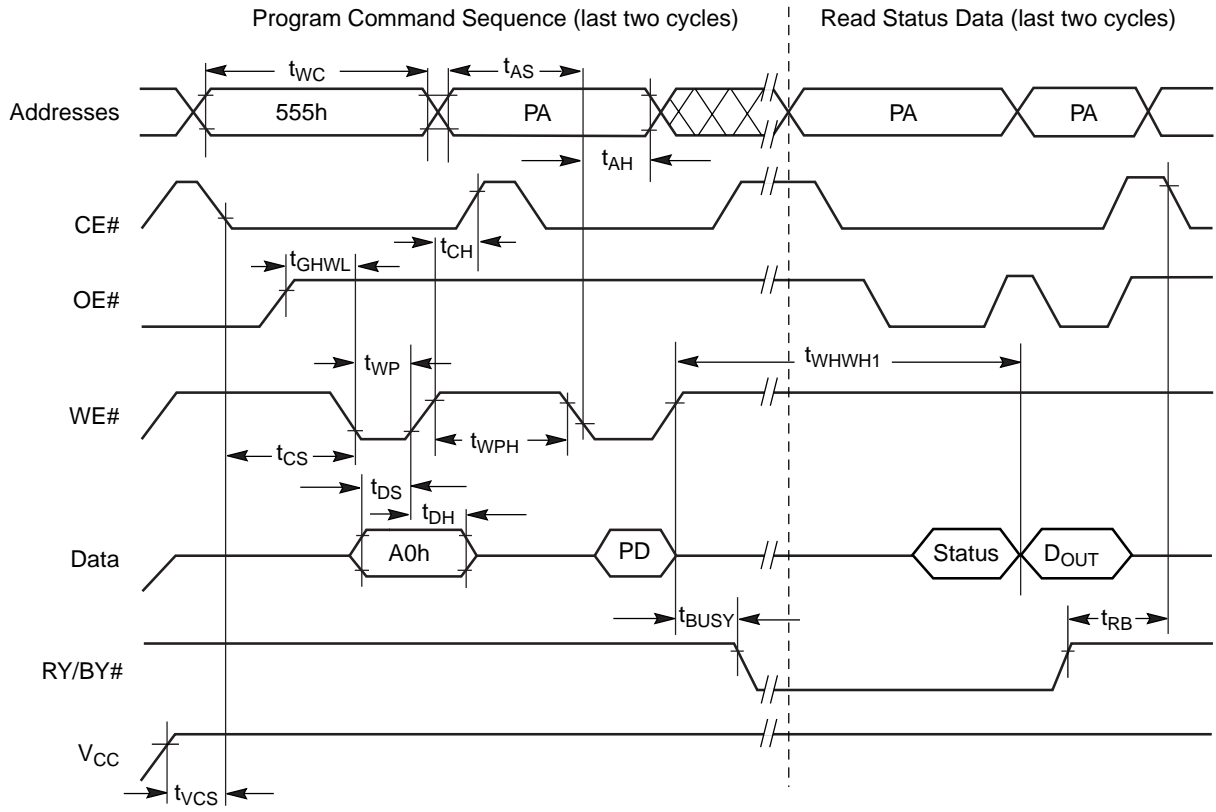 Program Command Sequence (last two cycles) Read Status Data (last two cycles)
tWC tAS
Addresses 555h PA PA PA
tAH
CE#
tCH
tGHWL
OE#
tWP tWHWH1
WE#
tWPH
tCS
tDS
tDH
Data A0h PD Status DOUT
tBUSY tRB
RY/BY#
VCC
tVCS